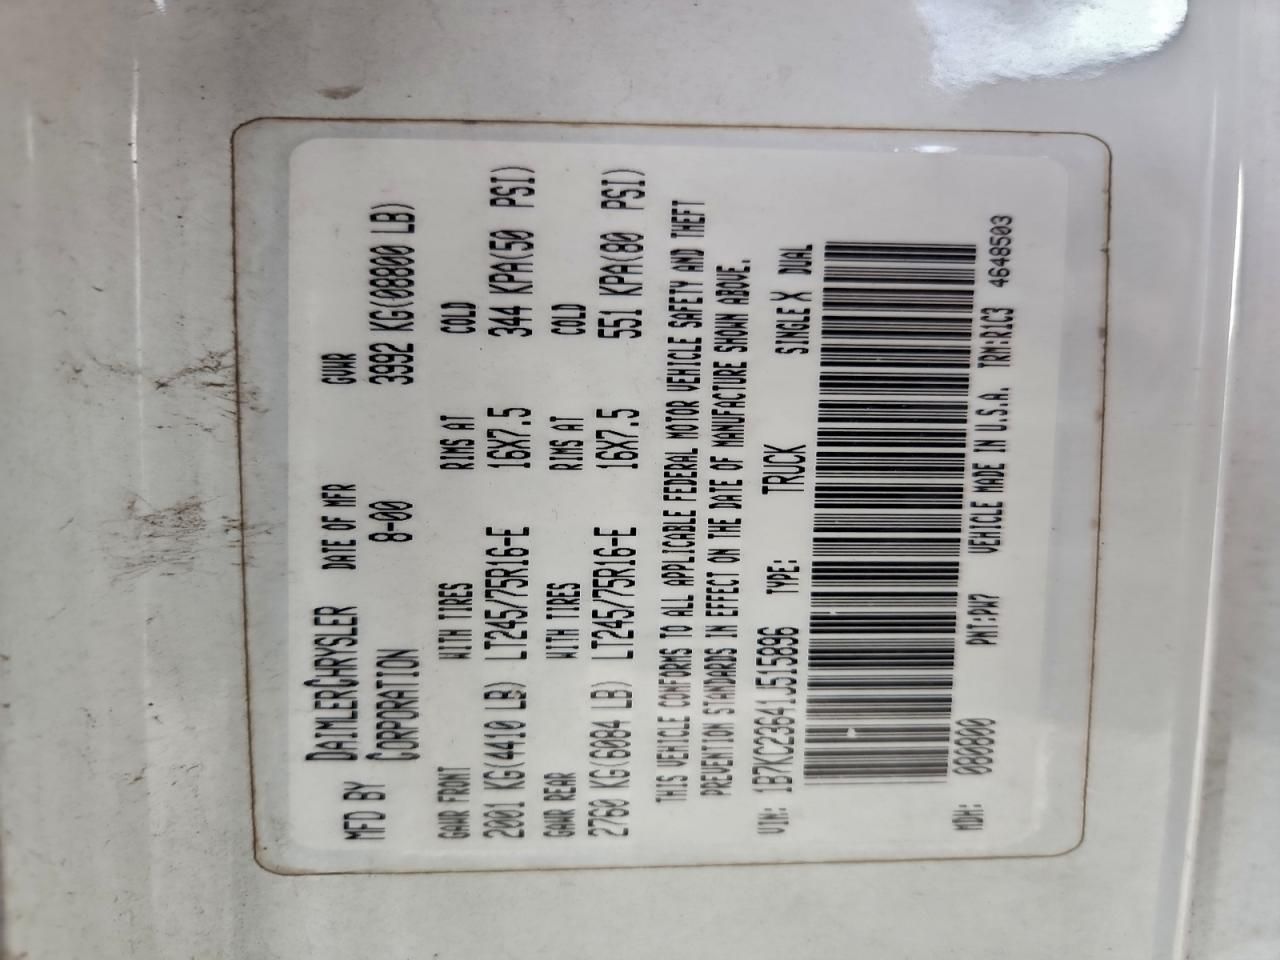 MFD BY DAIMLERCHRYSLER CORPORATION
DATE OF MFR GVWR
8-00 3992 KG(08800 LB)
GAWR FRONT WITH TIRES RIMS AT COLD
2001 KG(4410 LB) LT245/75R16-E 16X7.5 344 KPA(50 PSI)
GAWR REAR WITH TIRES RIMS AT COLD
2760 KG(6084 LB) LT245/75R16-E 16X7.5 551 KPA(80 PSI)
THIS VEHICLE CONFORMS TO ALL APPLICABLE FEDERAL MOTOR VEHICLE SAFETY AND THEFT
PREVENTION STANDARDS IN EFFECT ON THE DATE OF MANUFACTURE SHOWN ABOVE.
VIN: 1B7KC23641J515896 TYPE: TRUCK SINGLE X DUAL
MDH: 080800 PNT:PW7 VEHICLE MADE IN U.S.A. TRM:R1C3 4648503